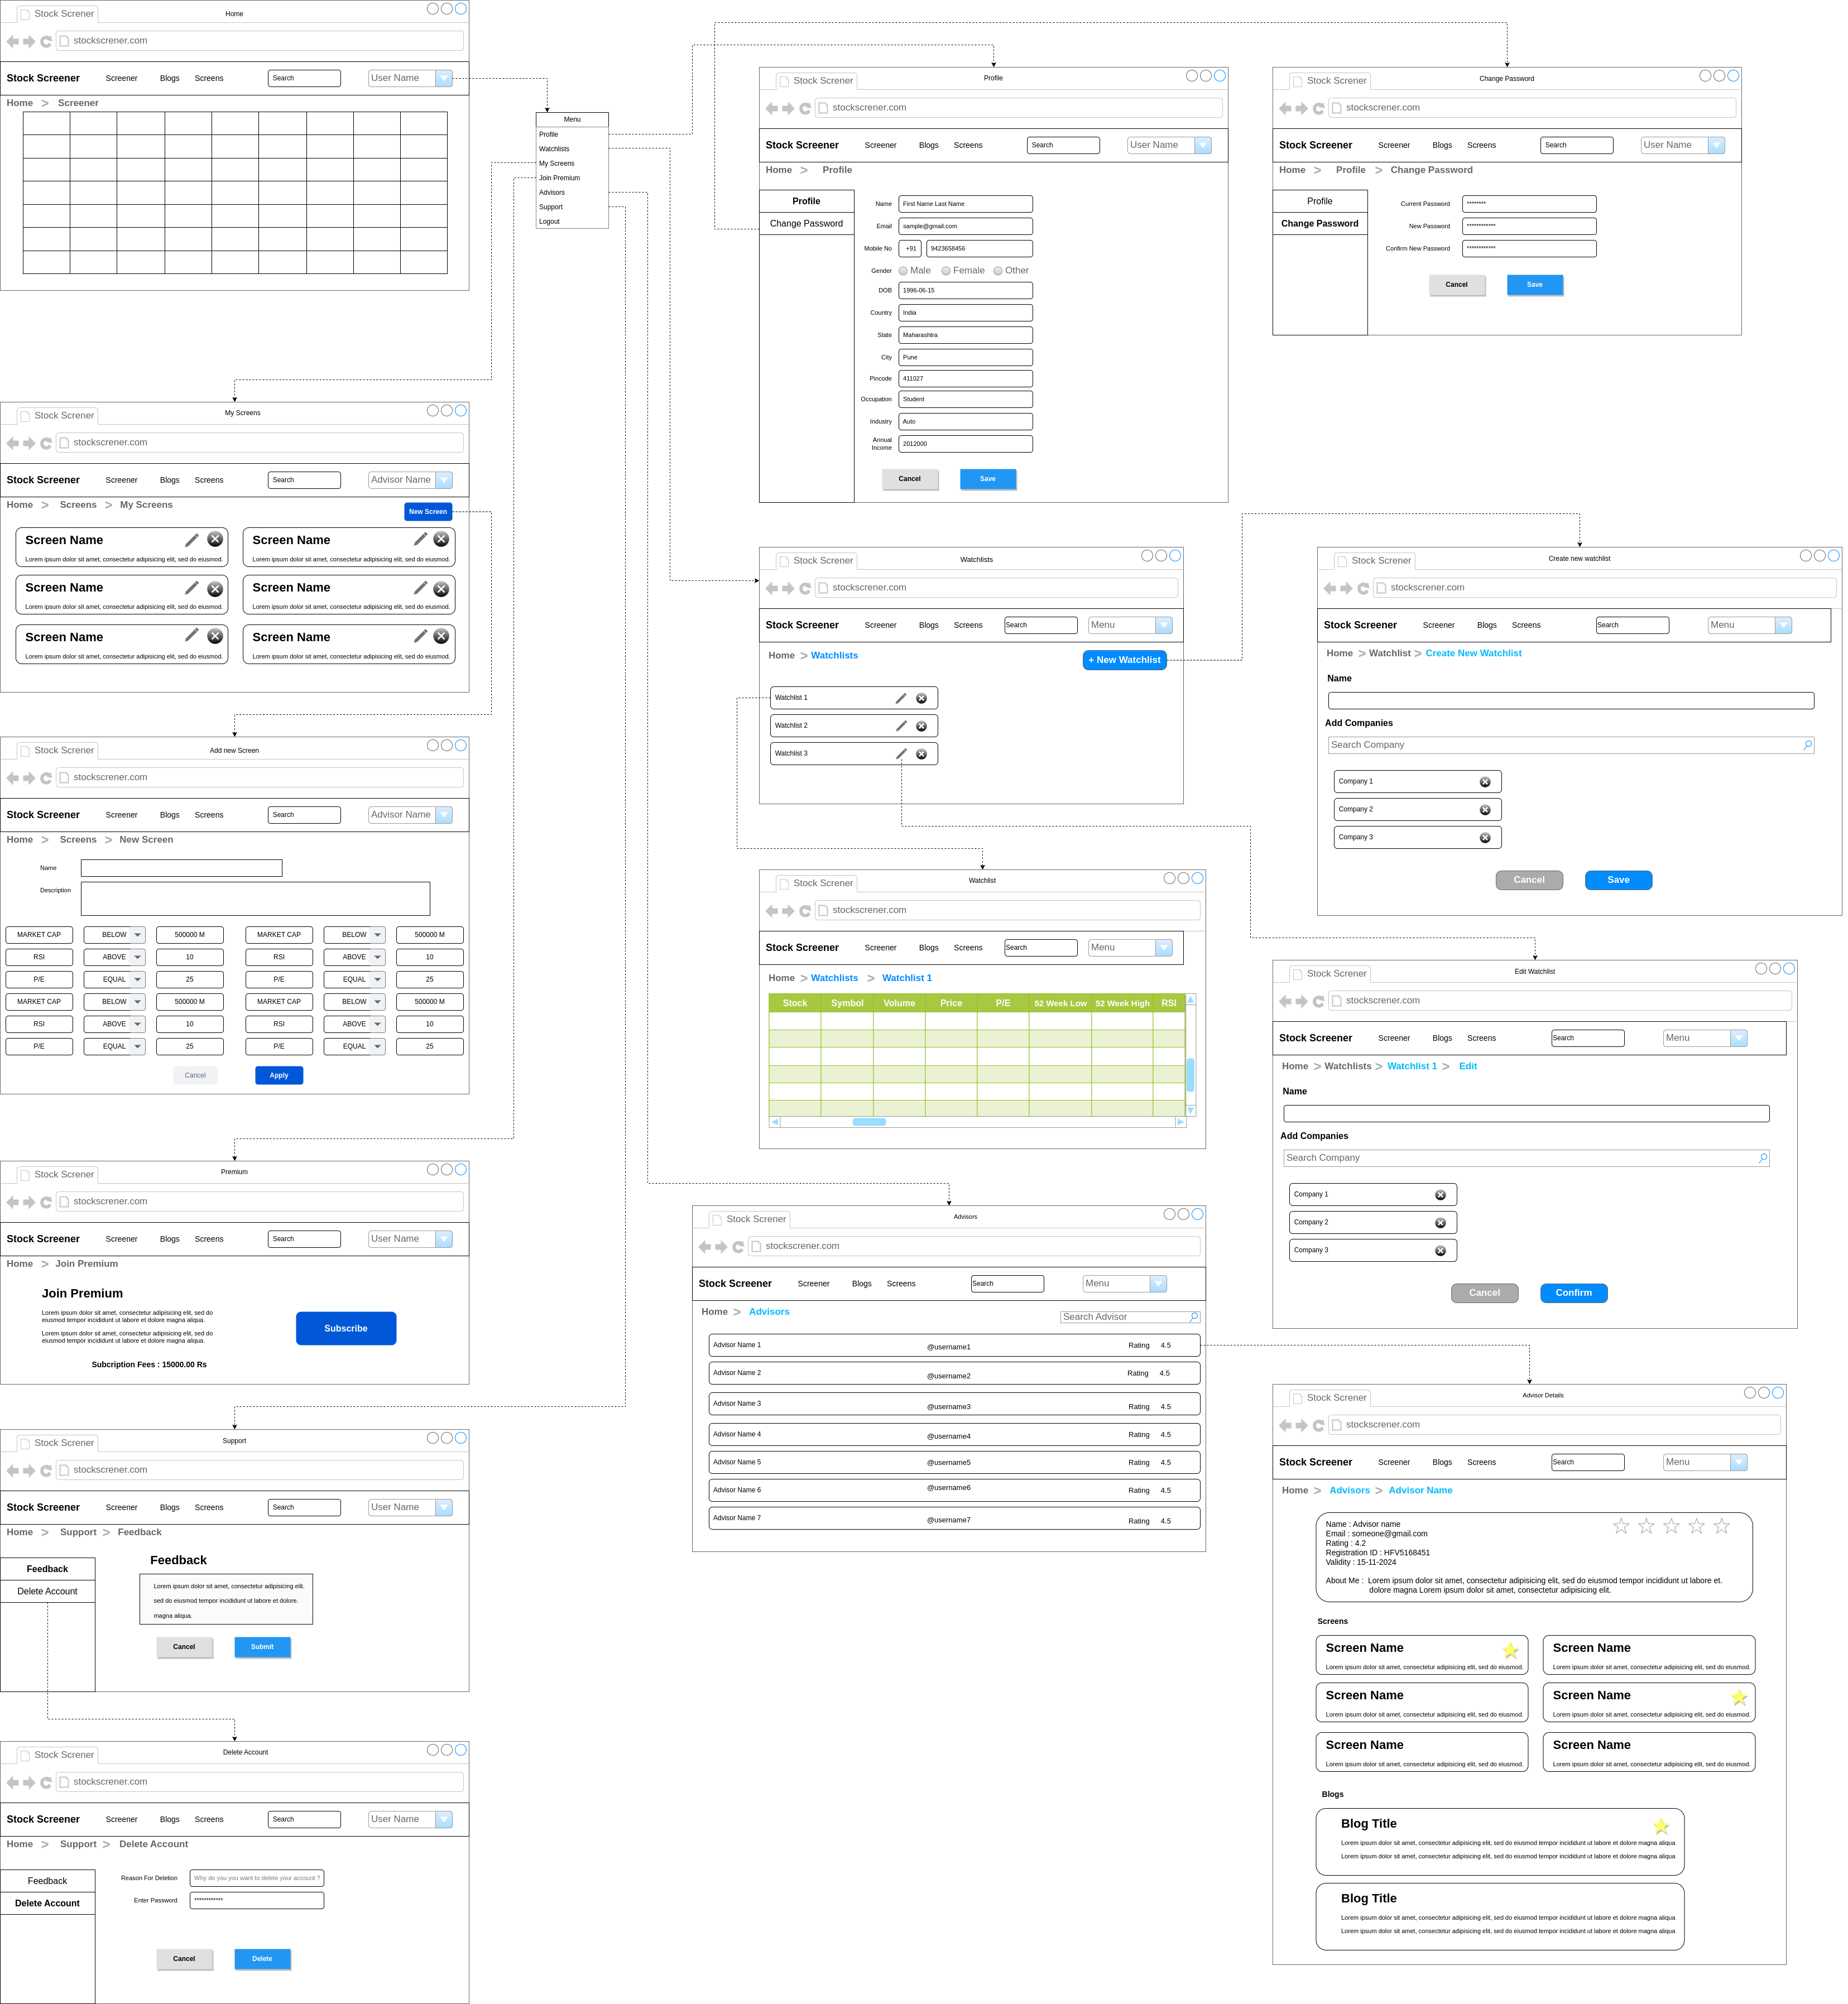 Home
Stock Screner
stockscrener.com
Stock Screener Screener Blogs Screens Search User Name
Home > Screener
Menu
Profile
Watchlists
My Screens
Join Premium
Advisors
Support
Logout
Profile
Stock Screner
stockscrener.com
Stock Screener Screener Blogs Screens Search User Name
Home > Profile
Profile
Change Password
Name First Name Last Name
Email sample@gmail.com
Mobile No +91 9423658456
Gender Male Female Other
DOB 1996-06-15
Country India
State Maharashtra
City Pune
Pincode 411027
Occupation Student
Industry Auto
Annual
Income 2012000
Cancel Save
Change Password
Stock Screner
stockscrener.com
Stock Screener Screener Blogs Screens Search User Name
Home > Profile > Change Password
Profile
Change Password
Current Password ********
New Password ************
Confirm New Password ************
Cancel Save
My Screens
Stock Screner
stockscrener.com
Stock Screener Screener Blogs Screens Search Advisor Name
Home > Screens > My Screens
New Screen
Screen Name
Lorem ipsum dolor sit amet, consectetur adipisicing elit, sed do eiusmod.
Screen Name
Lorem ipsum dolor sit amet, consectetur adipisicing elit, sed do eiusmod.
Screen Name
Lorem ipsum dolor sit amet, consectetur adipisicing elit, sed do eiusmod.
Screen Name
Lorem ipsum dolor sit amet, consectetur adipisicing elit, sed do eiusmod.
Screen Name
Lorem ipsum dolor sit amet, consectetur adipisicing elit, sed do eiusmod.
Screen Name
Lorem ipsum dolor sit amet, consectetur adipisicing elit, sed do eiusmod.
Watchlists
Stock Screner
stockscrener.com
Stock Screener Screener Blogs Screens Search Menu
Home > Watchlists
+ New Watchlist
Watchlist 1
Watchlist 2
Watchlist 3
Create new watchlist
Stock Screner
stockscrener.com
Stock Screener Screener Blogs Screens Search Menu
Home > Watchlist > Create New Watchlist
Name
Add Companies
Search Company
Company 1
Company 2
Company 3
Cancel Save
Add new Screen
Stock Screner
stockscrener.com
Stock Screener Screener Blogs Screens Search Advisor Name
Home > Screens > New Screen
Name
Description
MARKET CAP BELOW 500000 M MARKET CAP BELOW 500000 M
RSI ABOVE 10 RSI ABOVE 10
P/E EQUAL 25 P/E EQUAL 25
MARKET CAP BELOW 500000 M MARKET CAP BELOW 500000 M
RSI ABOVE 10 RSI ABOVE 10
P/E EQUAL 25 P/E EQUAL 25
Cancel Apply
Watchlist
Stock Screner
stockscrener.com
Stock Screener Screener Blogs Screens Search Menu
Home > Watchlists > Watchlist 1
Stock Symbol Volume Price P/E 52 Week Low 52 Week High RSI
Edit Watchlist
Stock Screner
stockscrener.com
Stock Screener Screener Blogs Screens Search Menu
Home > Watchlists > Watchlist 1 > Edit
Name
Add Companies
Search Company
Company 1
Company 2
Company 3
Cancel Confirm
Premium
Stock Screner
stockscrener.com
Stock Screener Screener Blogs Screens Search User Name
Home > Join Premium
Join Premium
Lorem ipsum dolor sit amet, consectetur adipisicing elit, sed do
eiusmod tempor incididunt ut labore et dolore magna aliqua.
Lorem ipsum dolor sit amet, consectetur adipisicing elit, sed do
eiusmod tempor incididunt ut labore et dolore magna aliqua.
Subcription Fees : 15000.00 Rs
Subscribe
Advisors
Stock Screner
stockscrener.com
Stock Screener Screener Blogs Screens Search Menu
Home > Advisors
Search Advisor
Advisor Name 1 @username1 Rating 4.5
Advisor Name 2 @username2 Rating 4.5
Advisor Name 3 @username3 Rating 4.5
Advisor Name 4 @username4 Rating 4.5
Advisor Name 5 @username5 Rating 4.5
Advisor Name 6 @username6 Rating 4.5
Advisor Name 7 @username7 Rating 4.5
Advisor Details
Stock Screner
stockscrener.com
Stock Screener Screener Blogs Screens Search Menu
Home > Advisors > Advisor Name
Name : Advisor name
Email : someone@gmail.com
Rating : 4.2
Registration ID : HFV5168451
Validity : 15-11-2024
About Me : Lorem ipsum dolor sit amet, consectetur adipisicing elit, sed do eiusmod tempor incididunt ut labore et.
dolore magna Lorem ipsum dolor sit amet, consectetur adipisicing elit.
Screens
Screen Name
Lorem ipsum dolor sit amet, consectetur adipisicing elit, sed do eiusmod.
Screen Name
Lorem ipsum dolor sit amet, consectetur adipisicing elit, sed do eiusmod.
Screen Name
Lorem ipsum dolor sit amet, consectetur adipisicing elit, sed do eiusmod.
Screen Name
Lorem ipsum dolor sit amet, consectetur adipisicing elit, sed do eiusmod.
Screen Name
Lorem ipsum dolor sit amet, consectetur adipisicing elit, sed do eiusmod.
Screen Name
Lorem ipsum dolor sit amet, consectetur adipisicing elit, sed do eiusmod.
Blogs
Blog Title
Lorem ipsum dolor sit amet, consectetur adipisicing elit, sed do eiusmod tempor incididunt ut labore et dolore magna aliqua
Lorem ipsum dolor sit amet, consectetur adipisicing elit, sed do eiusmod tempor incididunt ut labore et dolore magna aliqua
Blog Title
Lorem ipsum dolor sit amet, consectetur adipisicing elit, sed do eiusmod tempor incididunt ut labore et dolore magna aliqua
Lorem ipsum dolor sit amet, consectetur adipisicing elit, sed do eiusmod tempor incididunt ut labore et dolore magna aliqua
Support
Stock Screner
stockscrener.com
Stock Screener Screener Blogs Screens Search User Name
Home > Support > Feedback
Feedback
Delete Account
Feedback
Lorem ipsum dolor sit amet, consectetur adipisicing elit.
sed do eiusmod tempor incididunt ut labore et dolore.
magna aliqua.
Cancel Submit
Delete Account
Stock Screner
stockscrener.com
Stock Screener Screener Blogs Screens Search User Name
Home > Support > Delete Account
Feedback
Delete Account
Reason For Deletion Why do you you want to delete your account ?
Enter Password ************
Cancel Delete